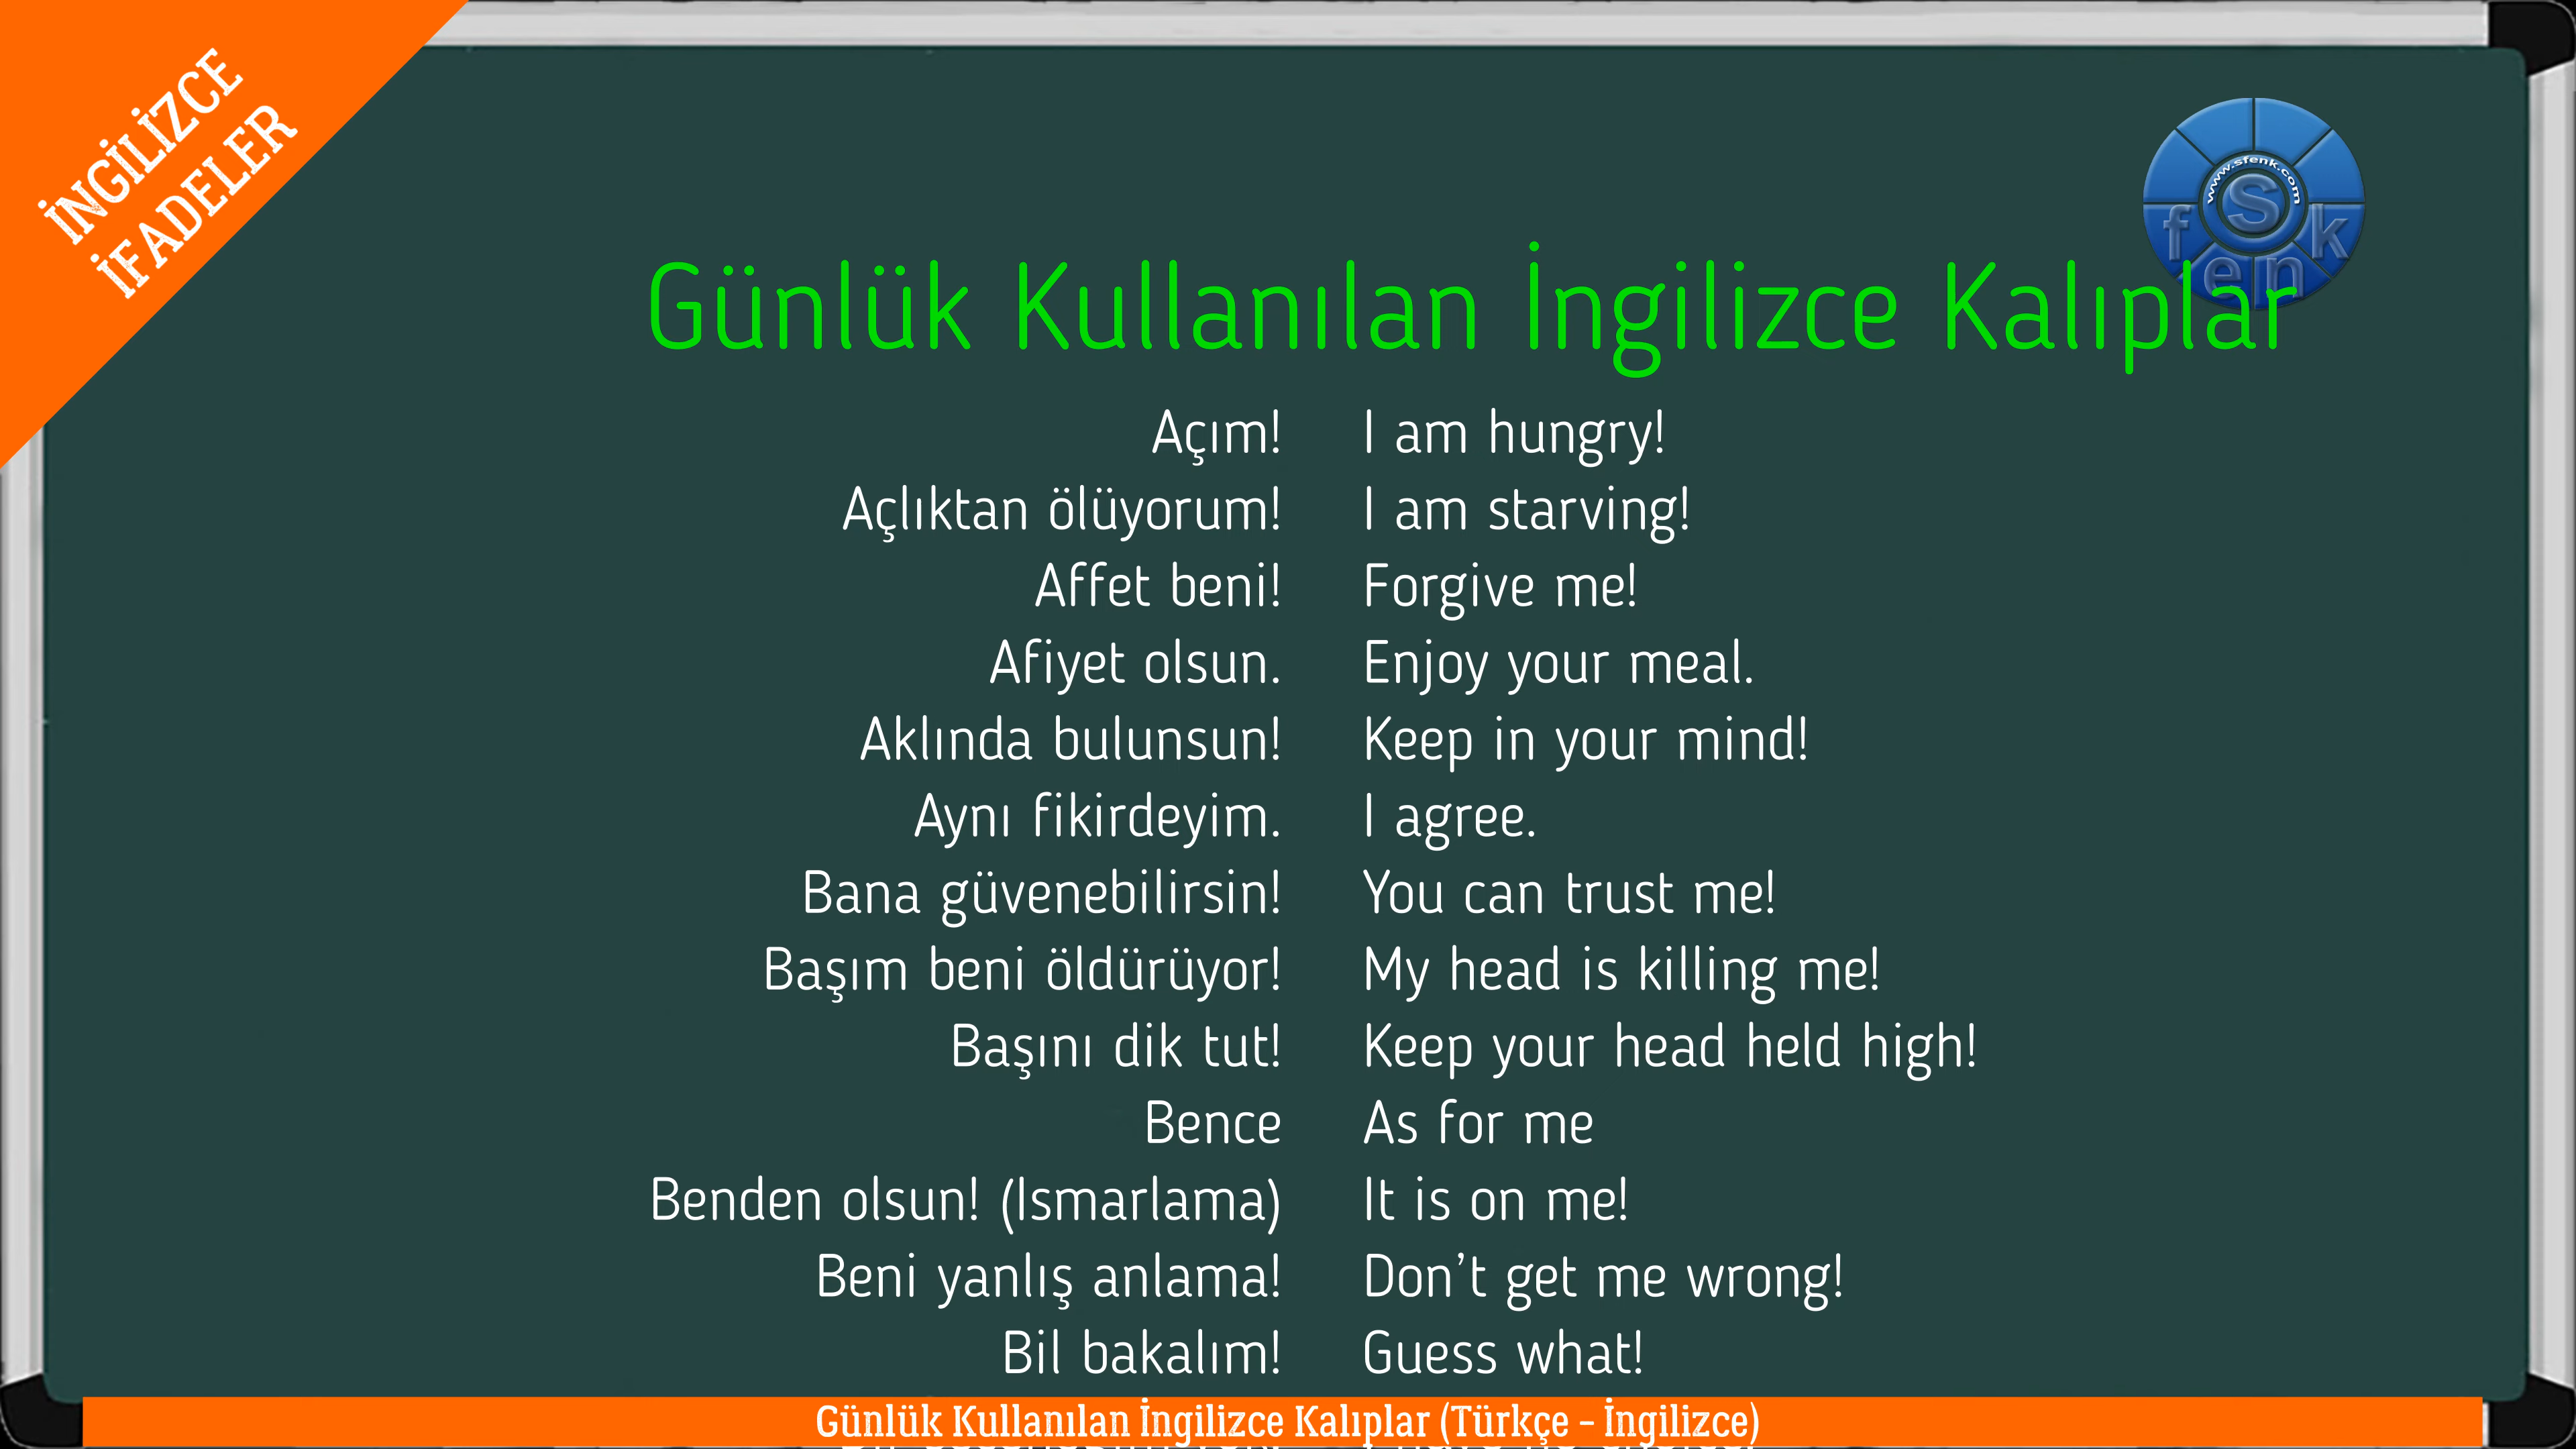 İNGİLİZCE
İFADELER
www.sfenk.com
s
f en k
Günlük Kullanılan İngilizce Kalıplar
Açım! I am hungry!
Açlıktan ölüyorum! I am starving!
Affet beni! Forgive me!
Afiyet olsun. Enjoy your meal.
Aklında bulunsun! Keep in your mind!
Aynı fikirdeyim. I agree.
Bana güvenebilirsin! You can trust me!
Başım beni öldürüyor! My head is killing me!
Başını dik tut! Keep your head held high!
Bence As for me
Benden olsun! (Ismarlama) It is on me!
Beni yanlış anlama! Don't get me wrong!
Bil bakalım! Guess what!
Günlük Kullanılan İngilizce Kalıplar (Türkçe – İngilizce)